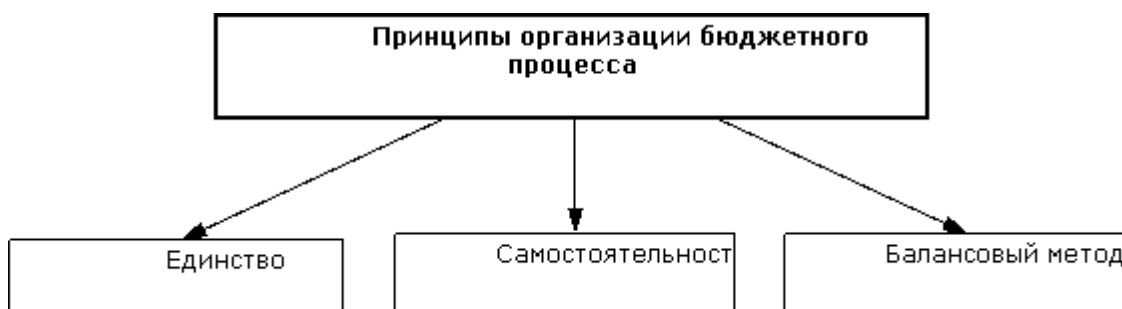 Принципы организации бюджетного
процесса
Единство
Самостоятельност
Балансовый метод